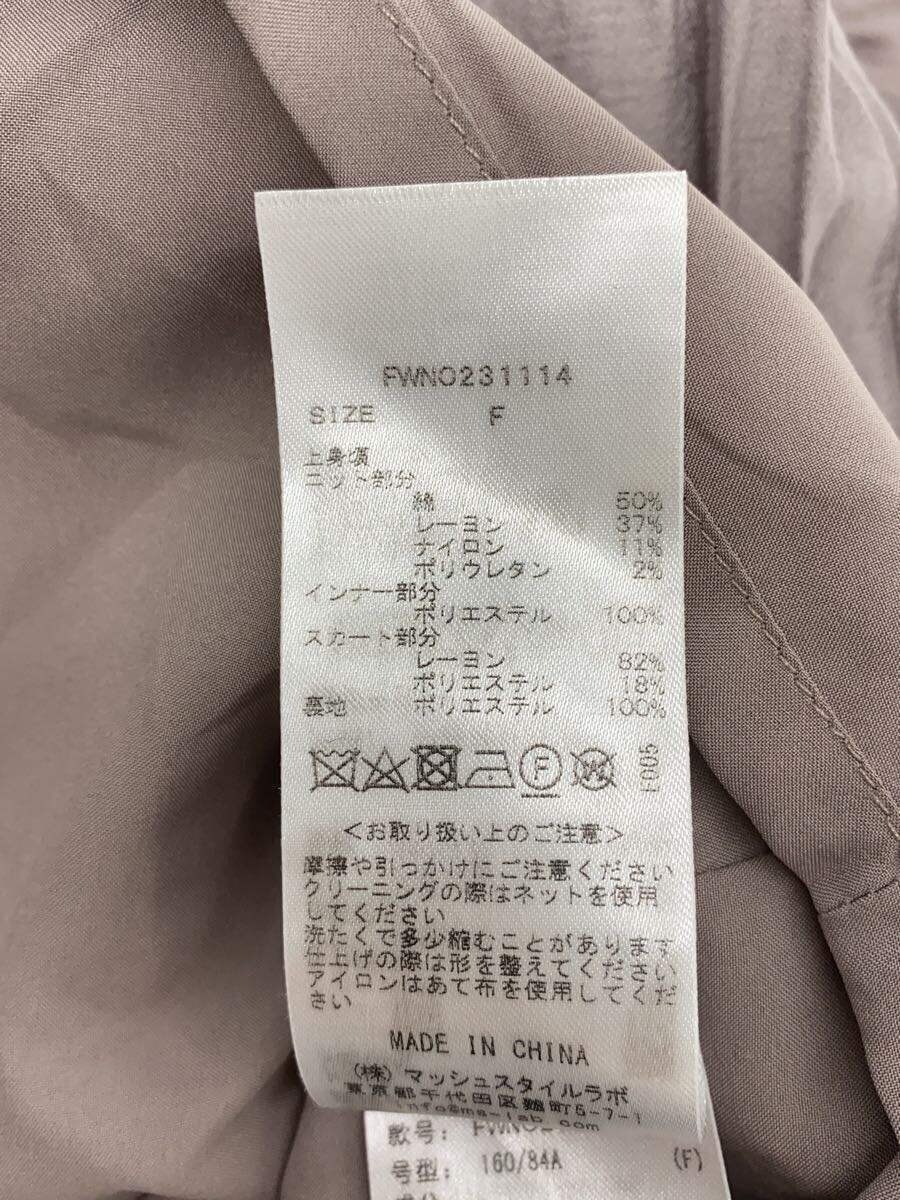 FWNO231114
SIZE F
上身頃
ニット部分
綿 50%
レーヨン 37%
ナイロン 11%
ポリウレタン 2%
インナー部分
ポリエステル 100%
スカート部分
レーヨン 82%
ポリエステル 18%
裏地 ポリエステル 100%
F
W
E005
<お取り扱い上のご注意>
摩擦や引っかけにご注意ください
クリーニングの際はネットを使用
してください
洗たくで多少縮むことがあります
仕上げの際は形を整えてください
アイロンはあて布を使用してくだ
さい
MADE IN CHINA
(株)マッシュスタイルラボ
東京都千代田区麹町5-7-1
info@ms-lab.com
款号:
号型: 160/84A (F)